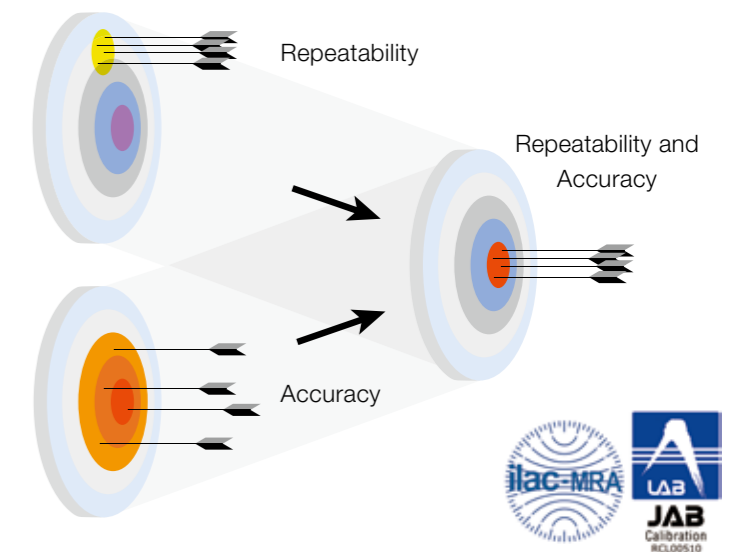 Repeatability
Repeatability and
Accuracy
Accuracy
ilac-MRA
LAB
JAB
Calibration
RCL00510